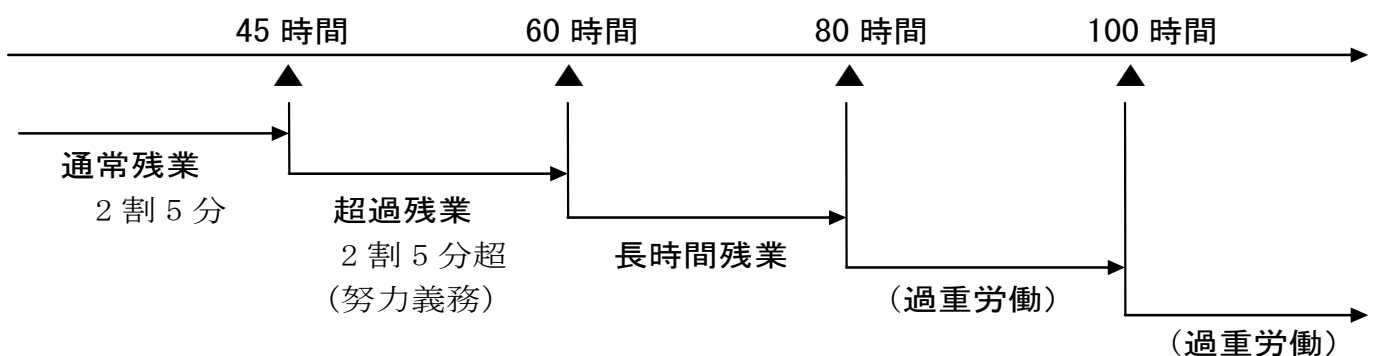 45 時間 60 時間 80 時間 100 時間
通常残業
２割５分
超過残業
２割５分超
（努力義務）
長時間残業
（過重労働）
（過重労働）